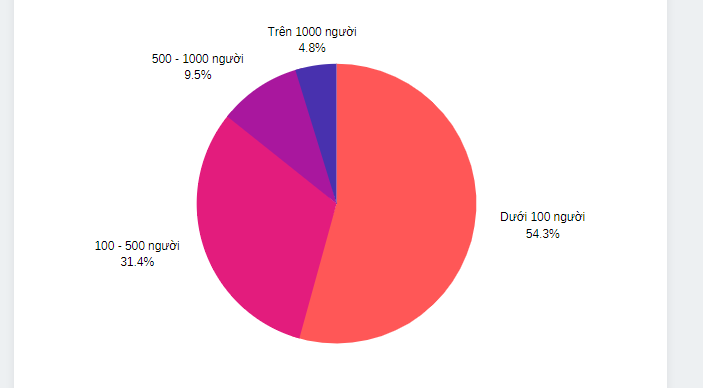 Trên 1000 người
4.8%
500 - 1000 người
9.5%
Dưới 100 người
54.3%
100 - 500 người
31.4%